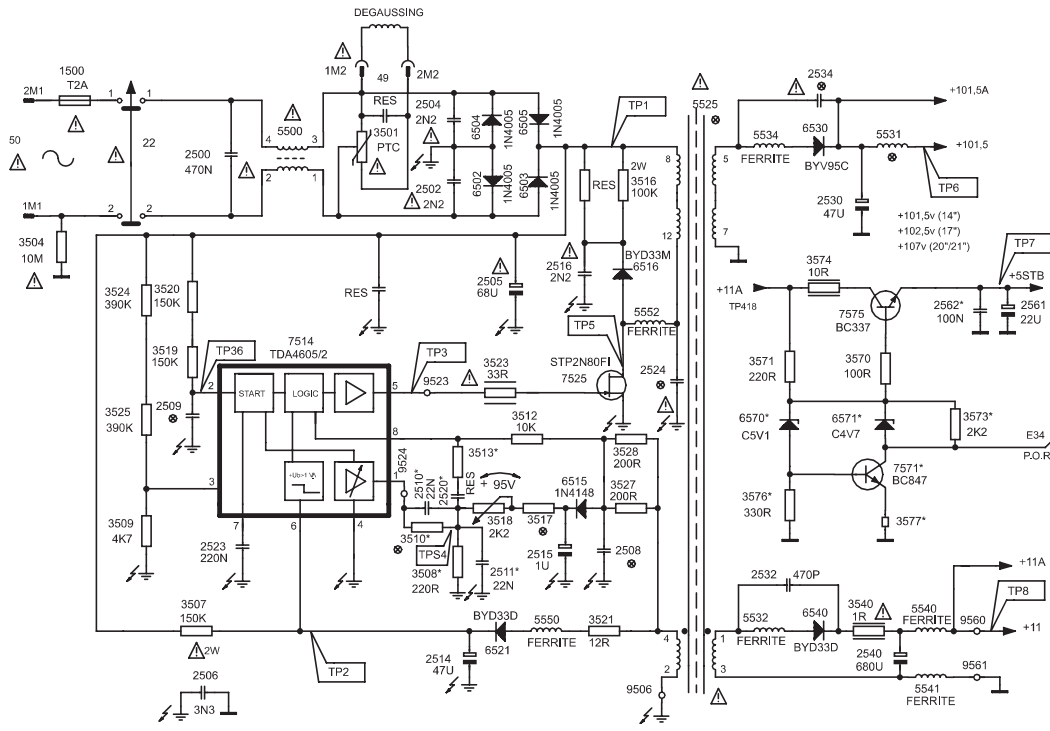 DEGAUSSING
1500
T2A
2M1
1
1
50
22
1M1
2
2
3504
10M
2500
470N
5500
4
3
2
1
1M2
49
2M2
RES
3501
PTC
2504
2N2
2502
2N2
6504
1N4005
6505
1N4005
6502
1N4005
6503
1N4005
TP1
2W
RES
3516
100K
8
12
5525
5
7
2534
5534
FERRITE
6530
BYV95C
5531
+101,5A
+101,5
TP6
2530
47U
+101,5v (14")
+102,5v (17")
+107v (20"/21")
3524
390K
3520
150K
RES
2505
68U
2516
2N2
BYD33M
6516
5552
FERRITE
TP5
3519
150K
7514
TDA4605/2
TP36
2
START
LOGIC
5
TP3
9523
3523
33R
STP2N80FI
7525
2524
2509
3525
390K
3
8
1
+Ub>1V
7
6
4
3509
4K7
2523
220N
9524
2510*
22N
2520*
3513*
RES
3512
10K
3528
200R
+ 95V
3518
2K2
3517
6515
1N4148
3527
200R
3510*
TPS4
3508*
220R
2511*
22N
2515
1U
2508
3507
150K
2W
2506
3N3
TP2
2514
47U
BYD33D
6521
5550
FERRITE
3521
12R
4
2
9506
+11A
TP418
3574
10R
7575
BC337
TP7
+5STB
2562*
100N
2561
22U
3571
220R
3570
100R
6570*
C5V1
6571*
C4V7
3573*
2K2
E34
P.O.R
7571*
BC847
3576*
330R
3577*
1
3
2532
470P
5532
FERRITE
6540
BYD33D
3540
1R
5540
FERRITE
9560
+11A
TP8
+11
2540
680U
5541
FERRITE
9561